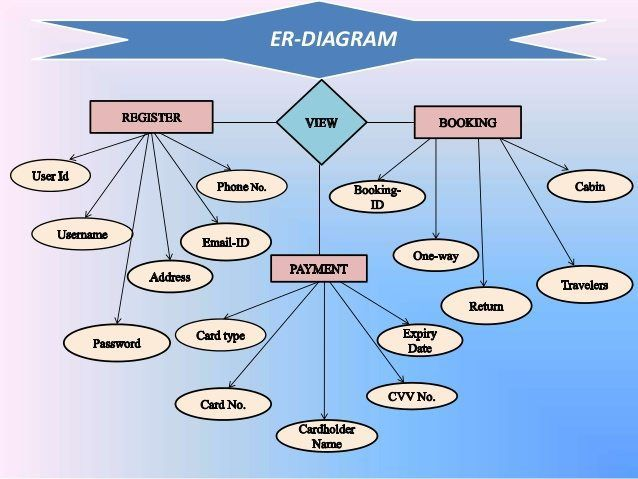 ER-DIAGRAM
REGISTER
VIEW
BOOKING
User Id
Phone No.
Booking-
ID
Cabin
Username
Email-ID
One-way
Address
PAYMENT
Travelers
Return
Password
Card type
Expiry
Date
Card No.
CVV No.
Cardholder
Name